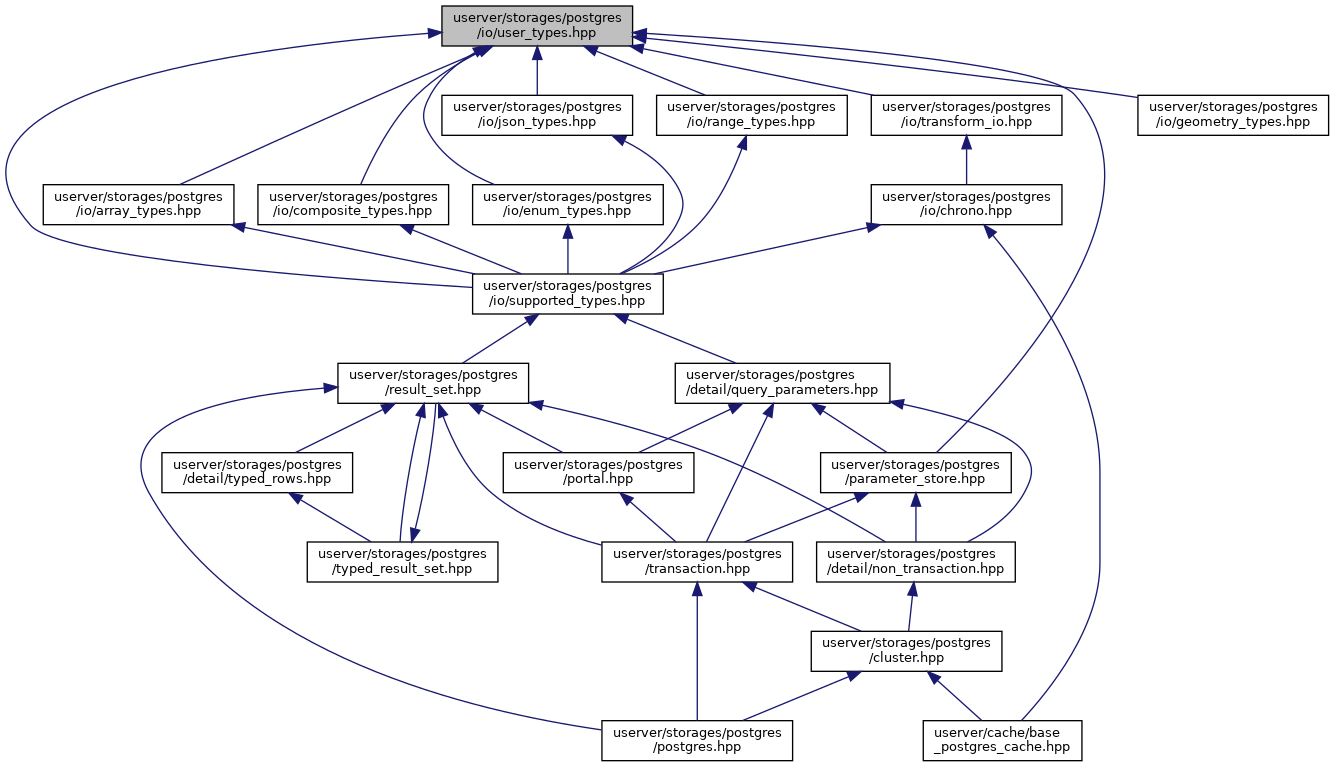 userver/storages/postgres
/io/user_types.hpp
userver/storages/postgres
/io/json_types.hpp
userver/storages/postgres
/io/range_types.hpp
userver/storages/postgres
/io/transform_io.hpp
userver/storages/postgres
/io/geometry_types.hpp
userver/storages/postgres
/io/array_types.hpp
userver/storages/postgres
/io/composite_types.hpp
userver/storages/postgres
/io/enum_types.hpp
userver/storages/postgres
/io/chrono.hpp
userver/storages/postgres
/io/supported_types.hpp
userver/storages/postgres
/result_set.hpp
userver/storages/postgres
/detail/query_parameters.hpp
userver/storages/postgres
/detail/typed_rows.hpp
userver/storages/postgres
/portal.hpp
userver/storages/postgres
/parameter_store.hpp
userver/storages/postgres
/typed_result_set.hpp
userver/storages/postgres
/transaction.hpp
userver/storages/postgres
/detail/non_transaction.hpp
userver/storages/postgres
/cluster.hpp
userver/storages/postgres
/postgres.hpp
userver/cache/base
_postgres_cache.hpp